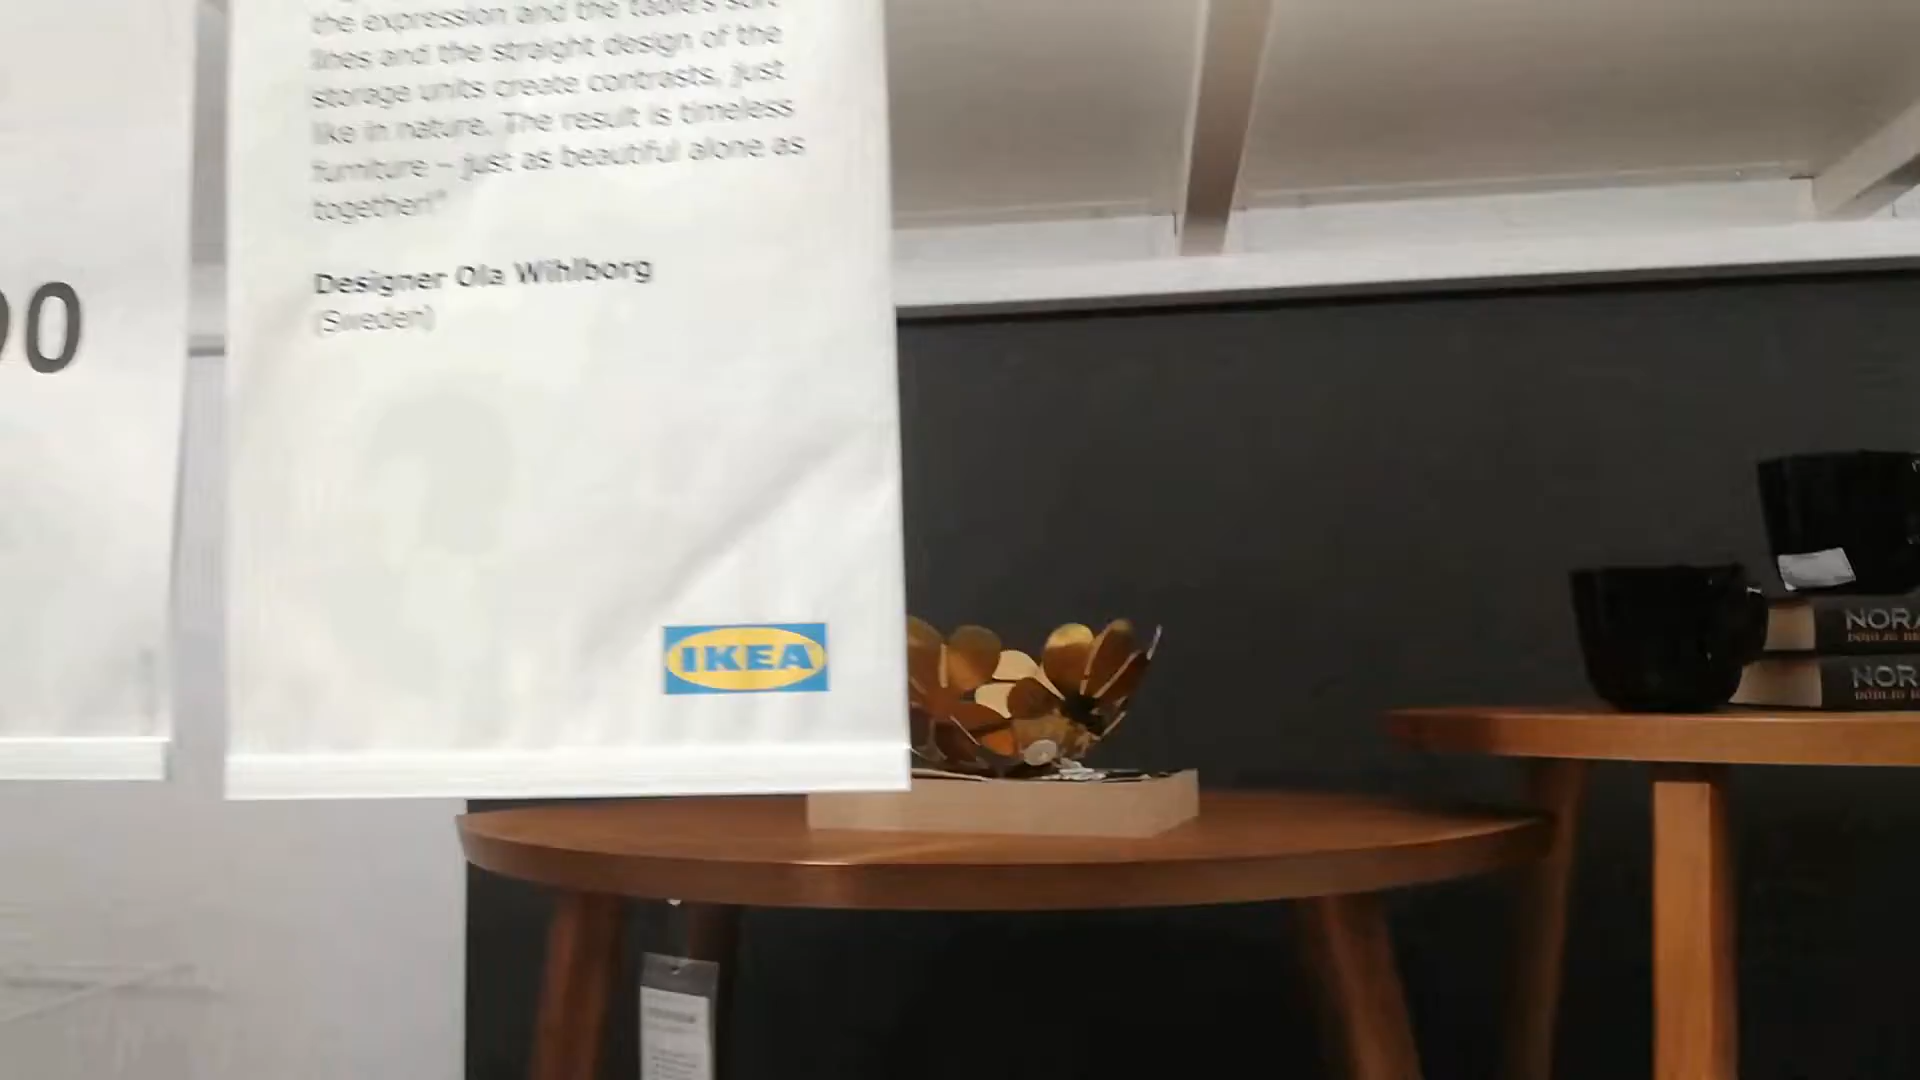 the expression and the table's soft
lines and the straight design of the
storage units create contrasts, just
like in nature. The result is timeless
furniture – just as beautiful alone as
together!"
Designer Ola Wihlborg
(Sweden)
IKEA
90
NORA
NOR